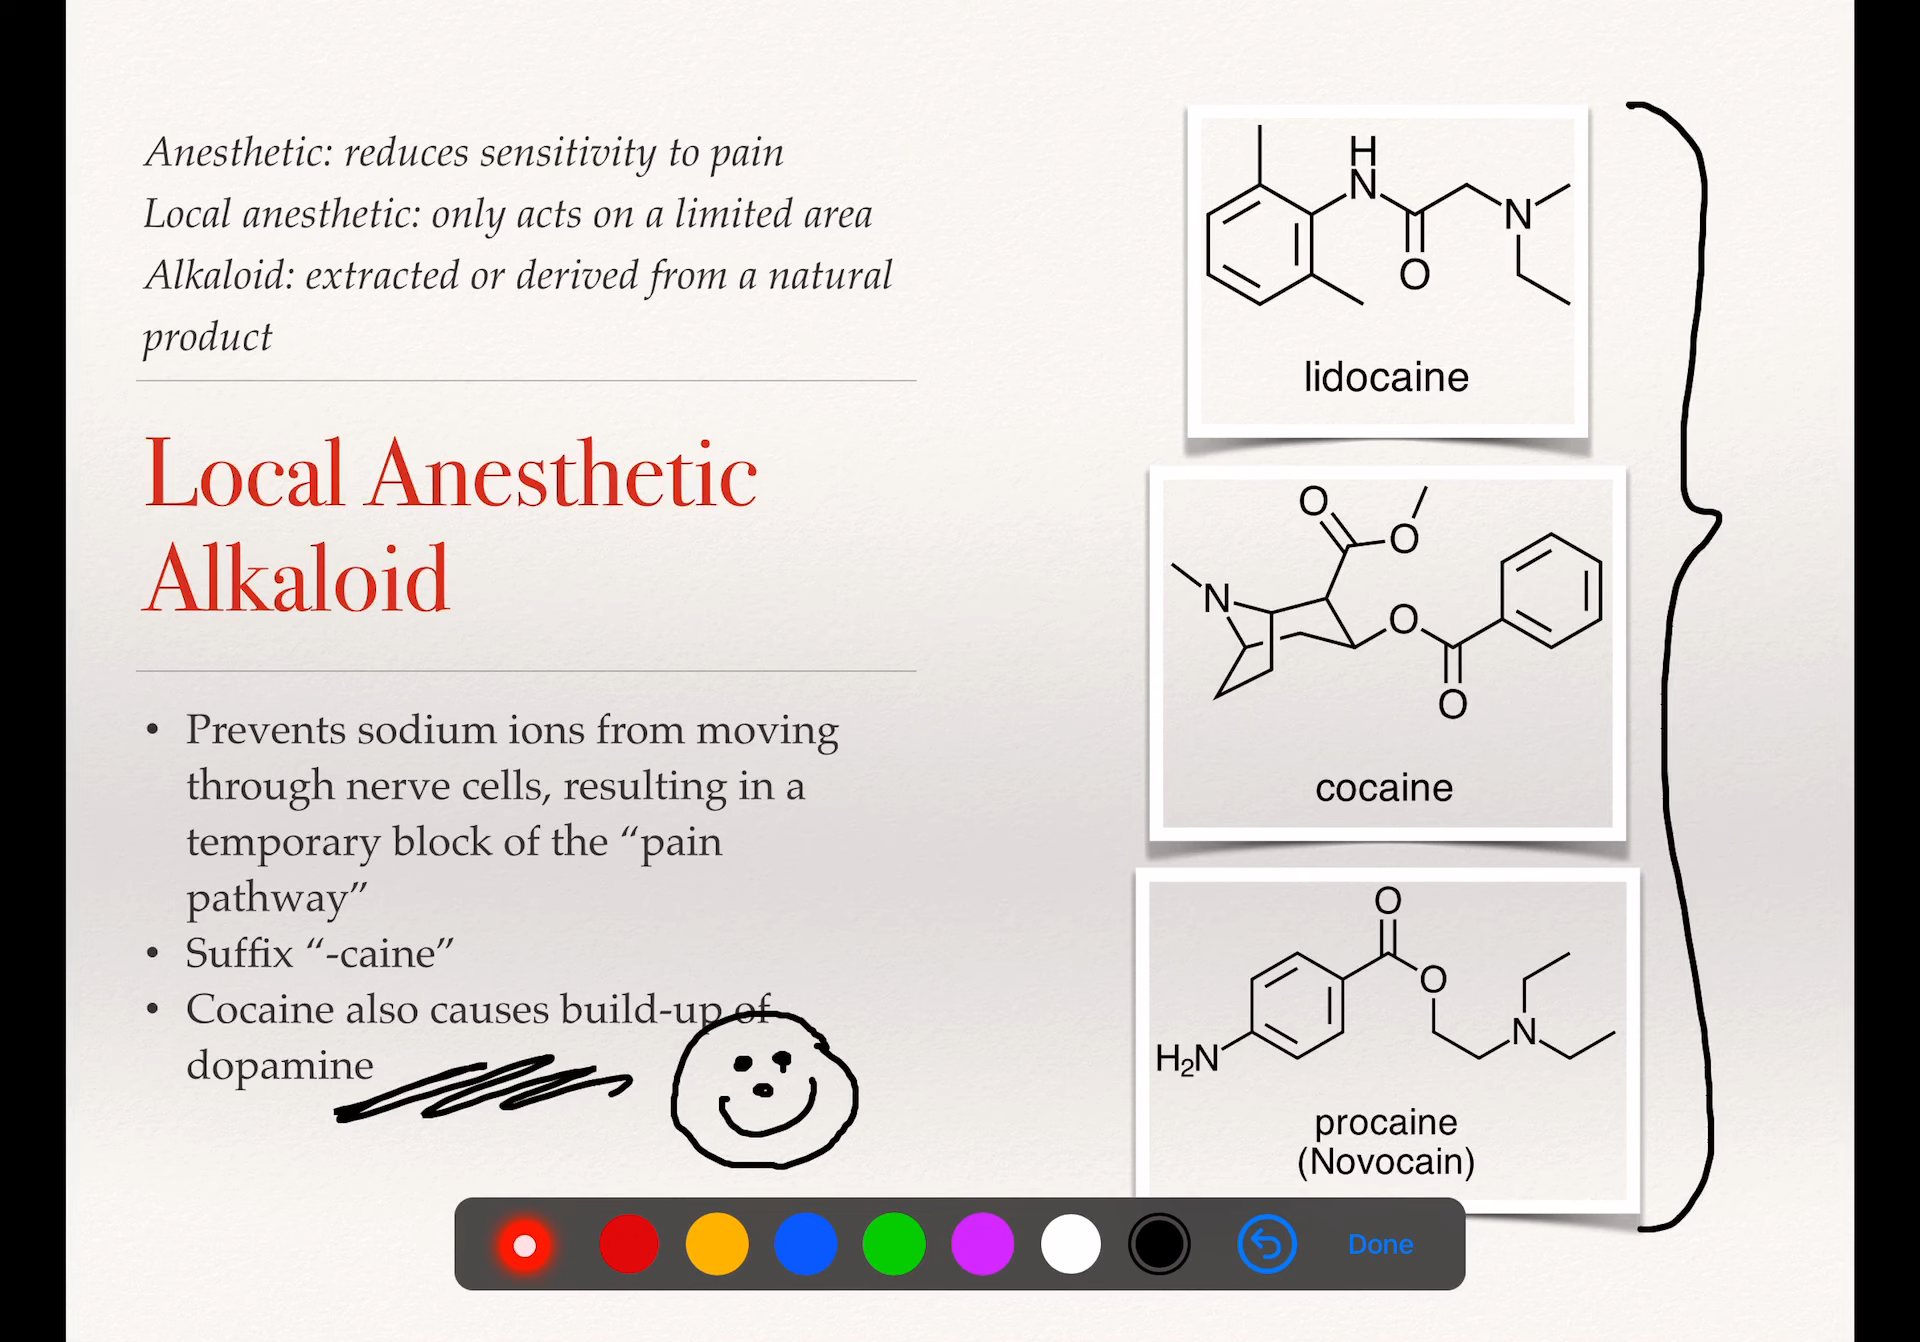 Anesthetic: reduces sensitivity to pain
Local anesthetic: only acts on a limited area
Alkaloid: extracted or derived from a natural
product
Local Anesthetic
Alkaloid
• Prevents sodium ions from moving
through nerve cells, resulting in a
temporary block of the “pain
pathway”
• Suffix “-caine”
• Cocaine also causes build-up of
dopamine
H
N
N
O
lidocaine
O
O
N
O
O
cocaine
O
O
N
H₂N
procaine
(Novocain)
Done